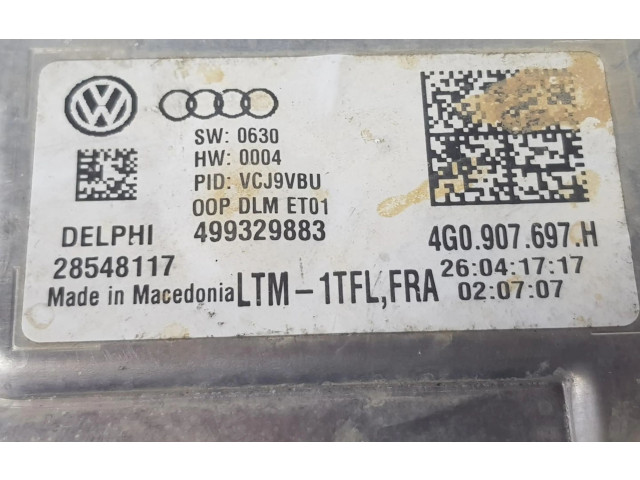 SW: 0630
HW: 0004
PID: VCJ9VBU
00P DLM ET01
DELPHI 499329883 4G0.907.697.H
28548117 26:04:17:17
Made in Macedonia LTM-1TFL,FRA 02:07:07